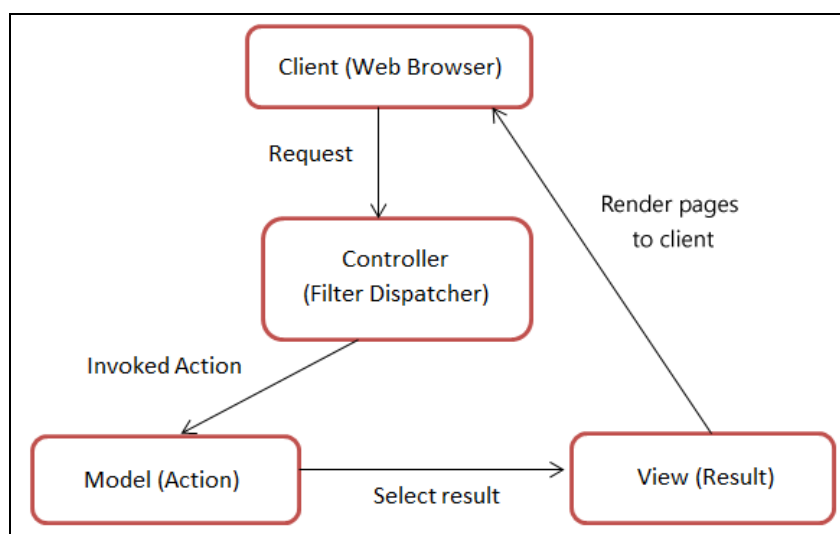 Client (Web Browser)
Request
Render pages
to client
Controller
(Filter Dispatcher)
Invoked Action
Model (Action)
Select result
View (Result)